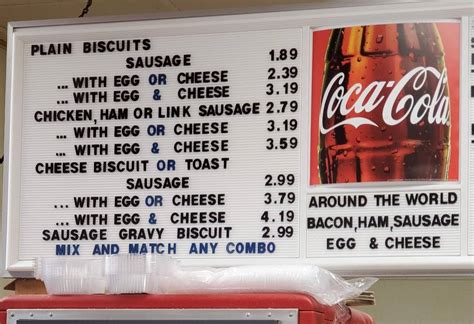 PLAIN BISCUITS
SAUSAGE 1.89
... WITH EGG OR CHEESE 2.39
... WITH EGG & CHEESE 3.19
CHICKEN, HAM OR LINK SAUSAGE 2.79
... WITH EGG OR CHEESE 3.19
... WITH EGG & CHEESE 3.59
CHEESE BISCUIT OR TOAST
SAUSAGE 2.99
... WITH EGG OR CHEESE 3.79
... WITH EGG & CHEESE 4.19
SAUSAGE GRAVY BISCUIT 2.99
MIX AND MATCH ANY COMBO
Coca-Cola
AROUND THE WORLD
BACON, HAM, SAUSAGE
EGG & CHEESE